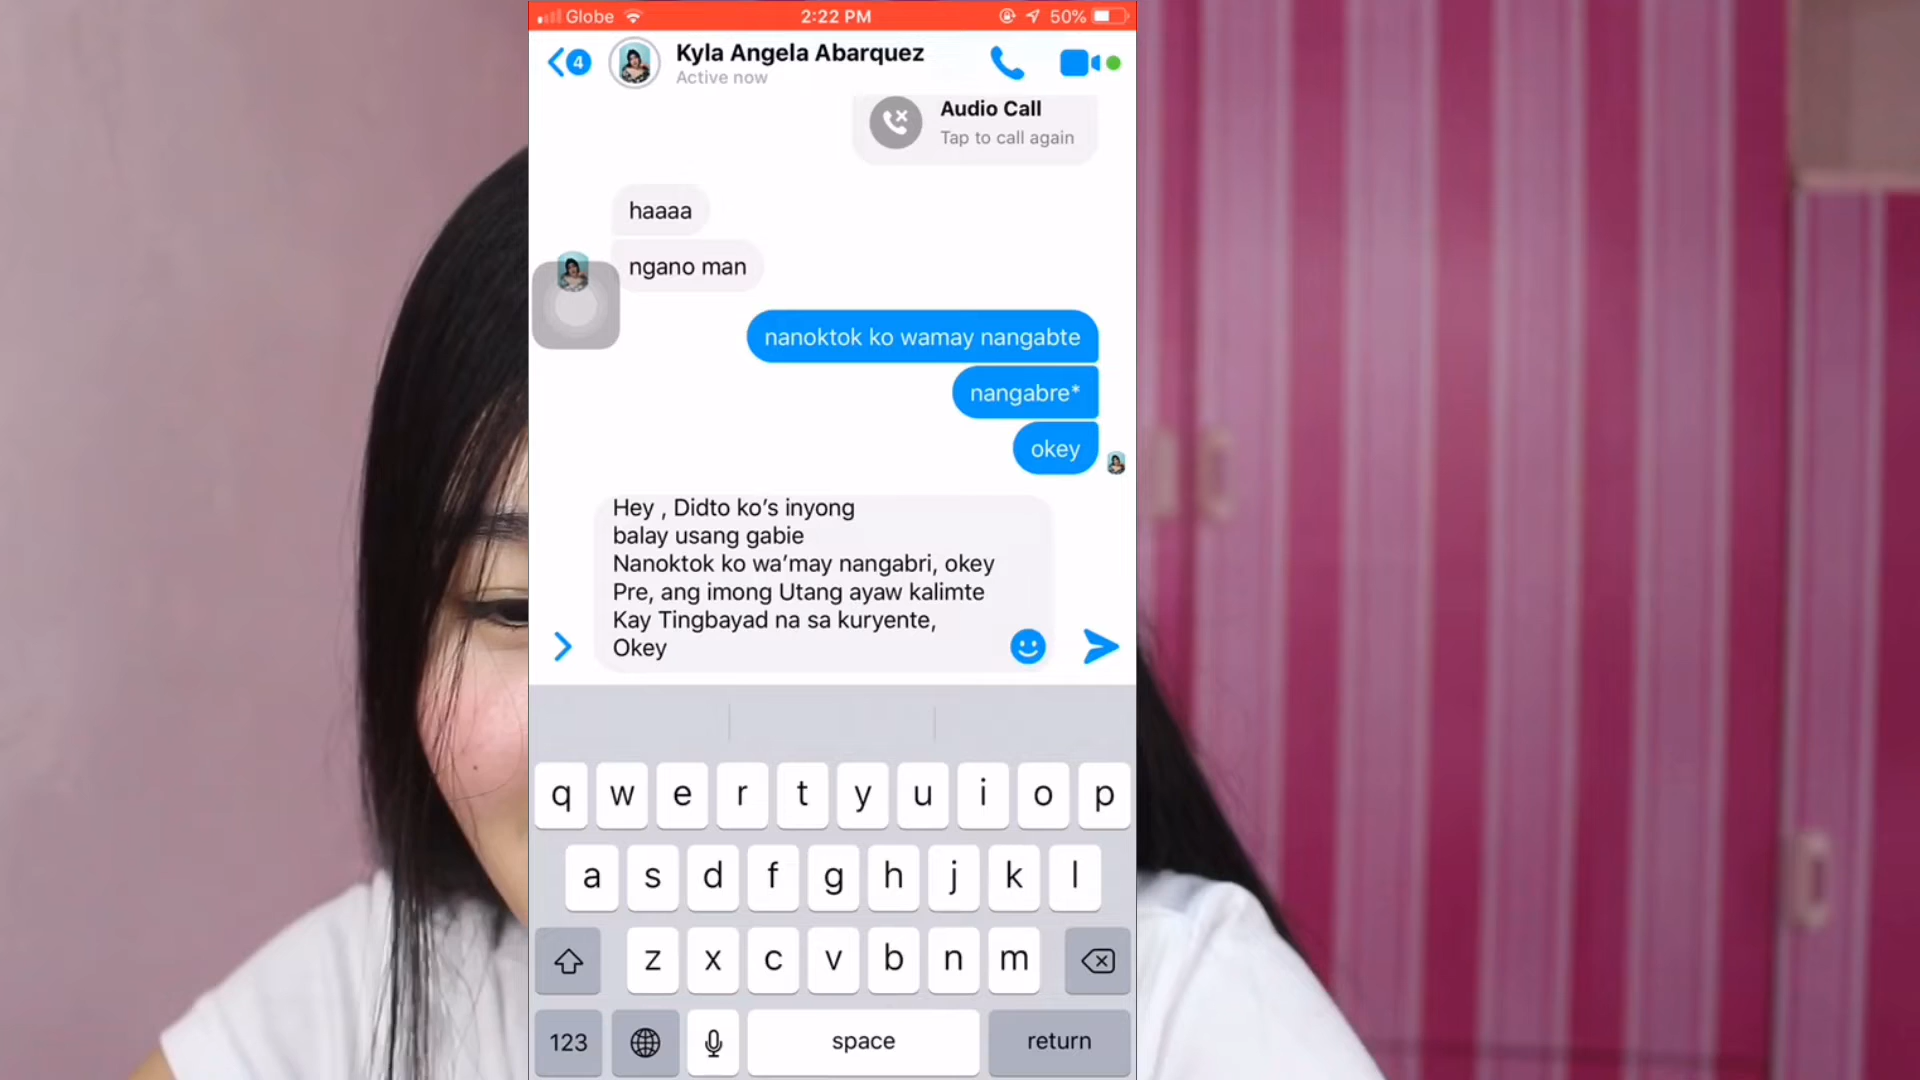 Globe 2:22 PM 50%
4 Kyla Angela Abarquez
Active now
Audio Call
Tap to call again
haaaa
ngano man
nanoktok ko wamay nangabte
nangabre*
okey
Hey , Didto ko’s inyong
balay usang gabie
Nanoktok ko wa’may nangabri, okey
Pre, ang imong Utang ayaw kalimte
Kay Tingbayad na sa kuryente,
Okey
q w e r t y u i o p
a s d f g h j k l
z x c v b n m
123 space return